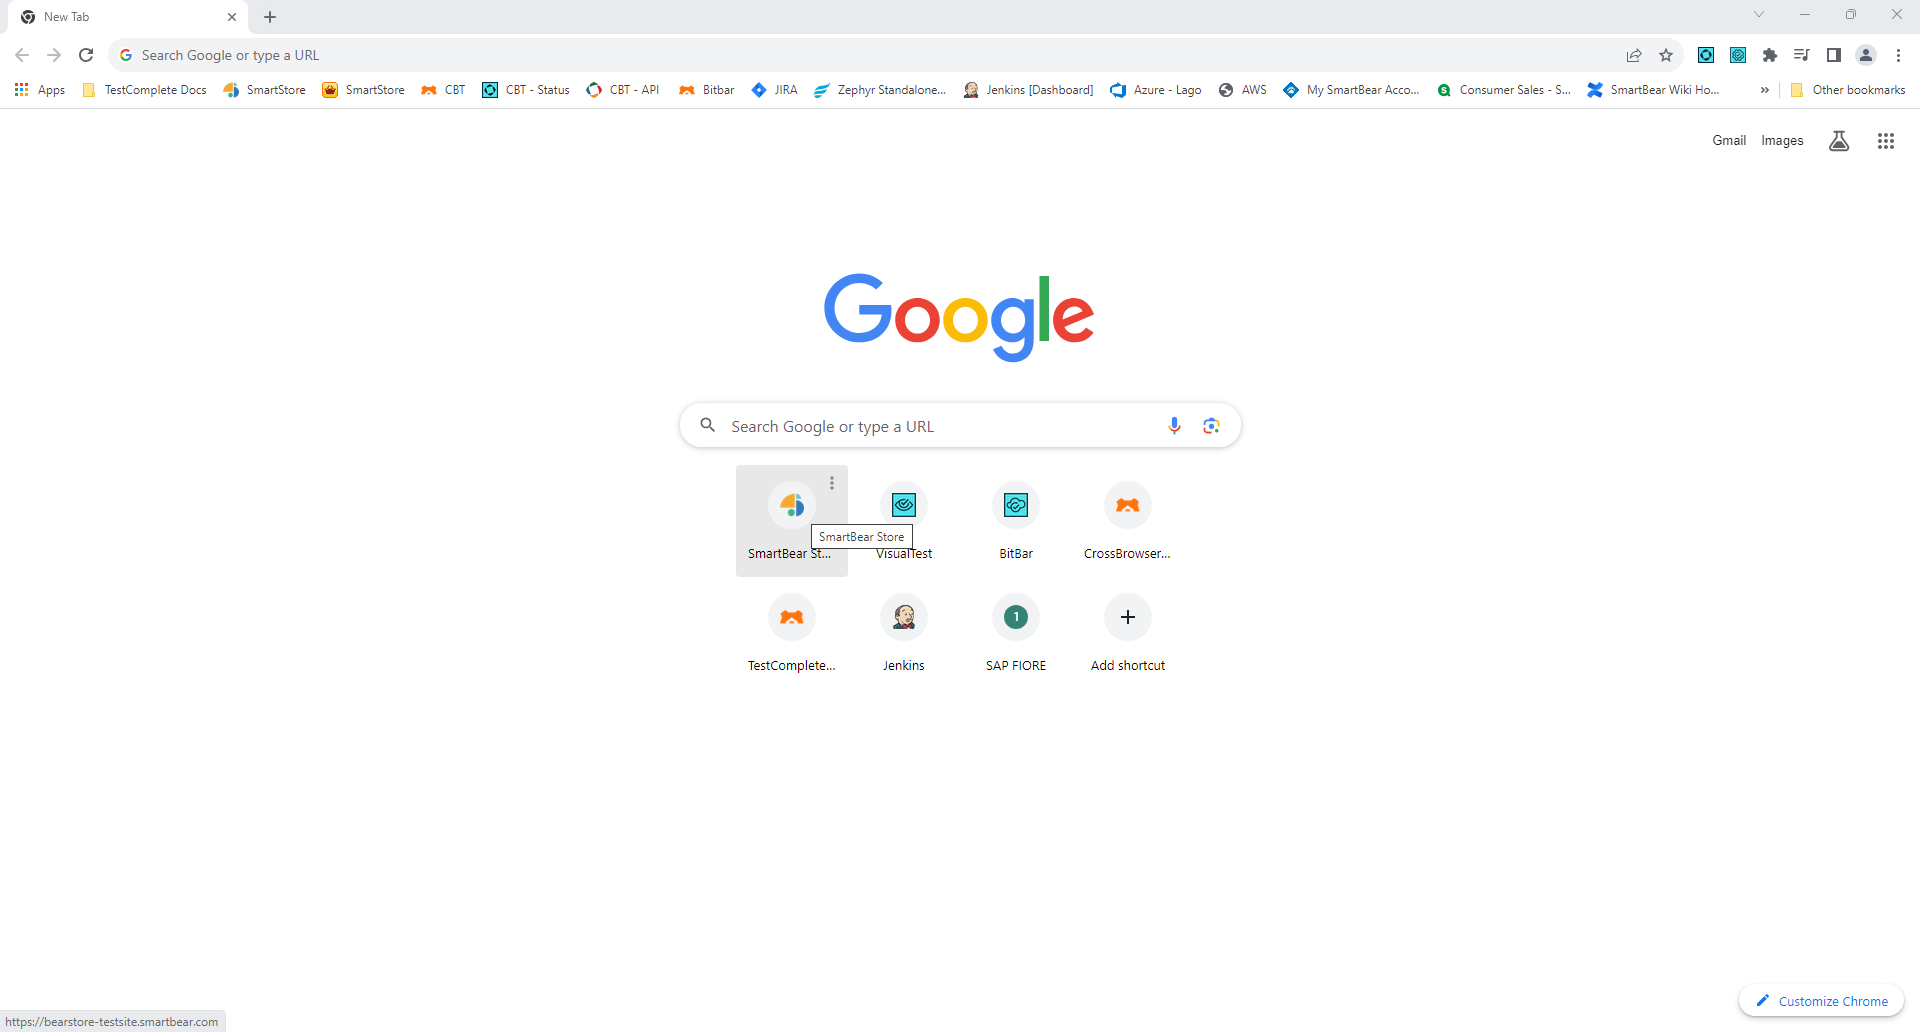 New Tab
Search Google or type a URL
Apps TestComplete Docs SmartStore SmartStore CBT CBT - Status CBT - API Bitbar JIRA Zephyr Standalone... Jenkins [Dashboard] Azure - Lago AWS My SmartBear Acco... Consumer Sales - S... SmartBear Wiki Ho... » Other bookmarks
Gmail Images
Google
Search Google or type a URL
SmartBear Store
SmartBear St... VisualTest BitBar CrossBrowser...
1
TestComplete... Jenkins SAP FIORE Add shortcut
Customize Chrome
https://bearstore-testsite.smartbear.com